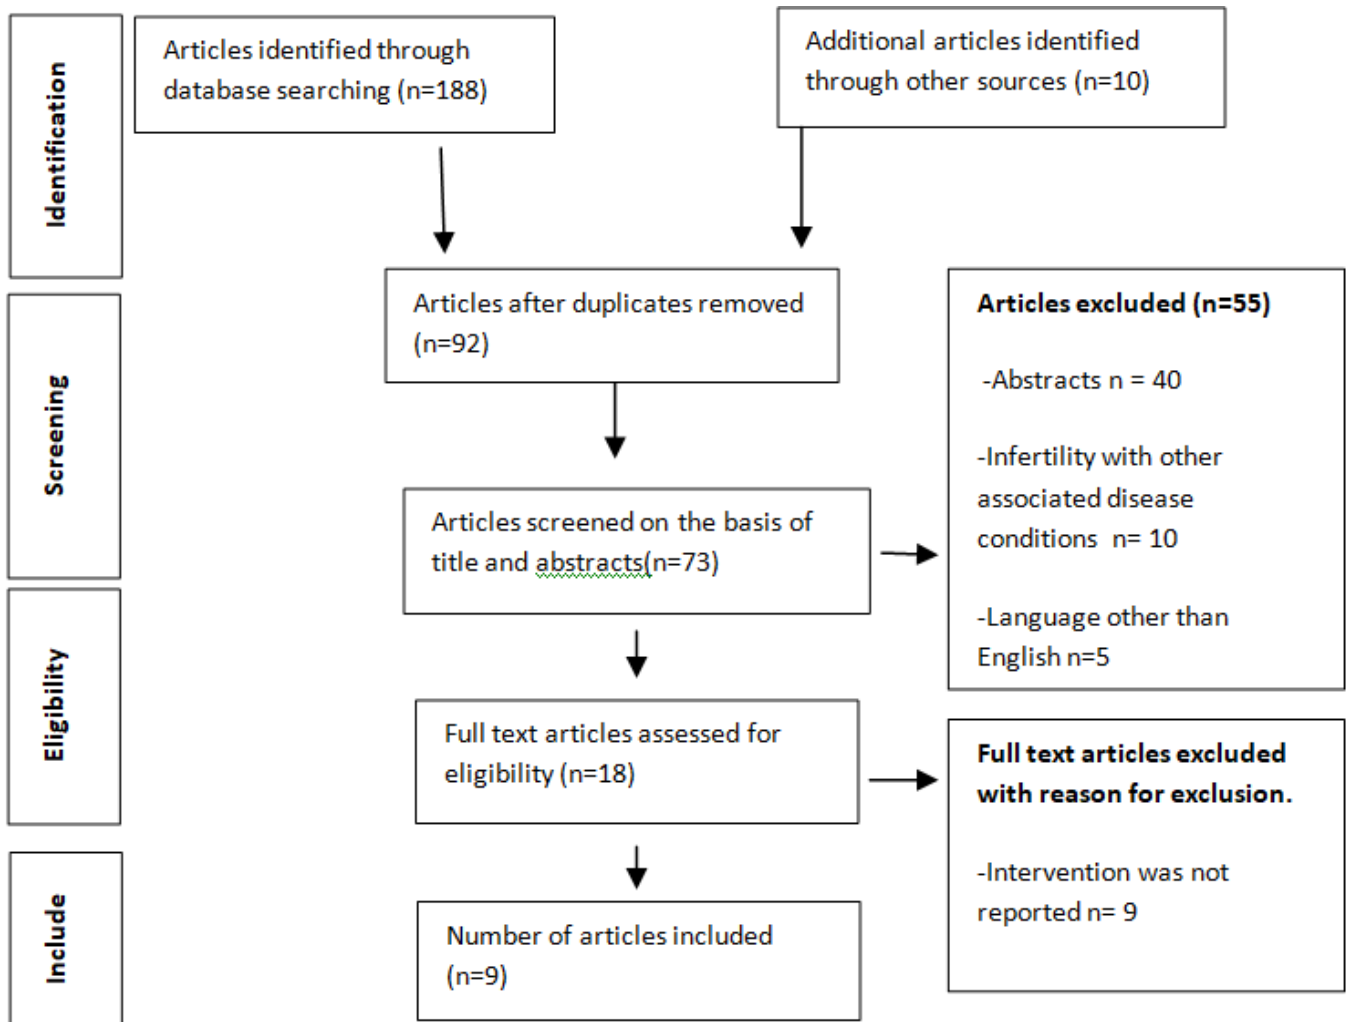 Identification
Articles identified through
database searching (n=188)
Additional articles identified
through other sources (n=10)
Screening
Articles after duplicates removed
(n=92)
Articles excluded (n=55)
-Abstracts n = 40
-Infertility with other
associated disease
conditions n= 10
-Language other than
English n=5
Articles screened on the basis of
title and abstracts(n=73)
Eligibility
Full text articles assessed for
eligibility (n=18)
Full text articles excluded
with reason for exclusion.
-Intervention was not
reported n= 9
Include
Number of articles included
(n=9)